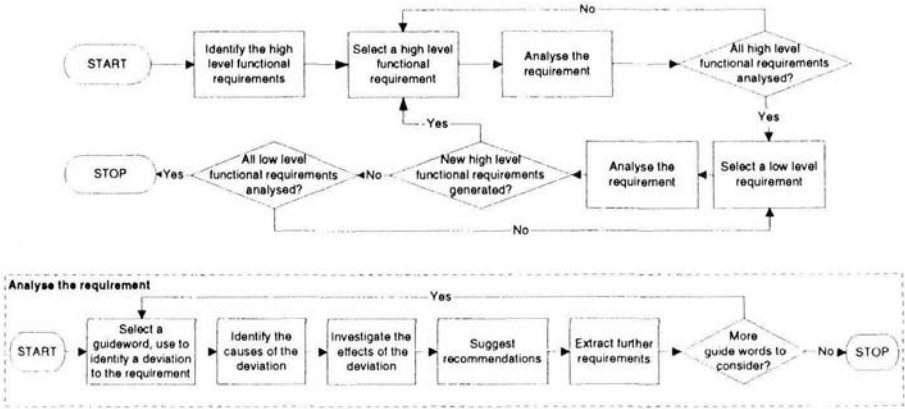 No
START
Identify the high
level functional
requirements
Select a high level
functional
requirement
Analyse the
requirement
All high level
functional requirements
analysed?
Yes
Yes
STOP
Yes
All low level
functional requirements
analysed?
No
New high level
functional requirements
generated?
Analyse the
requirement
Select a low level
requirement
No
Analyse the requirement
Yes
START
Select a
guideword, use to
identify a deviation
to the requirement
Identify the
causes of the
deviation
Investigate the
effects of the
deviation
Suggest
recommendations
Extract further
requirements
More
guide words to
consider?
No
STOP